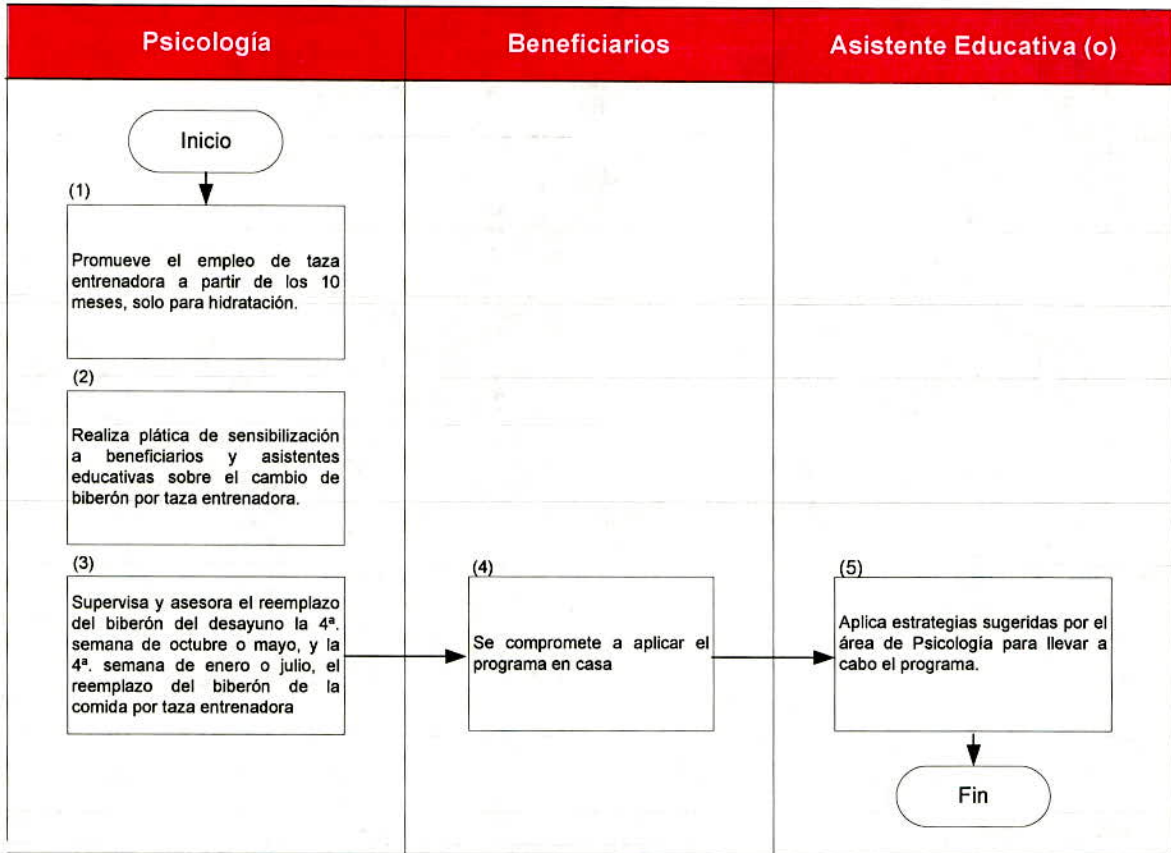 Psicología
Beneficiarios
Asistente Educativa (o)
Inicio
(1)
Promueve el empleo de taza
entrenadora a partir de los 10
meses, solo para hidratación.
(2)
Realiza plática de sensibilización
a beneficiarios y asistentes
educativas sobre el cambio de
biberón por taza entrenadora.
(3)
Supervisa y asesora el reemplazo
del biberón del desayuno la 4ª.
semana de octubre o mayo, y la
4ª. semana de enero o julio, el
reemplazo del biberón de la
comida por taza entrenadora
(4)
Se compromete a aplicar el
programa en casa
(5)
Aplica estrategias sugeridas por el
área de Psicología para llevar a
cabo el programa.
Fin